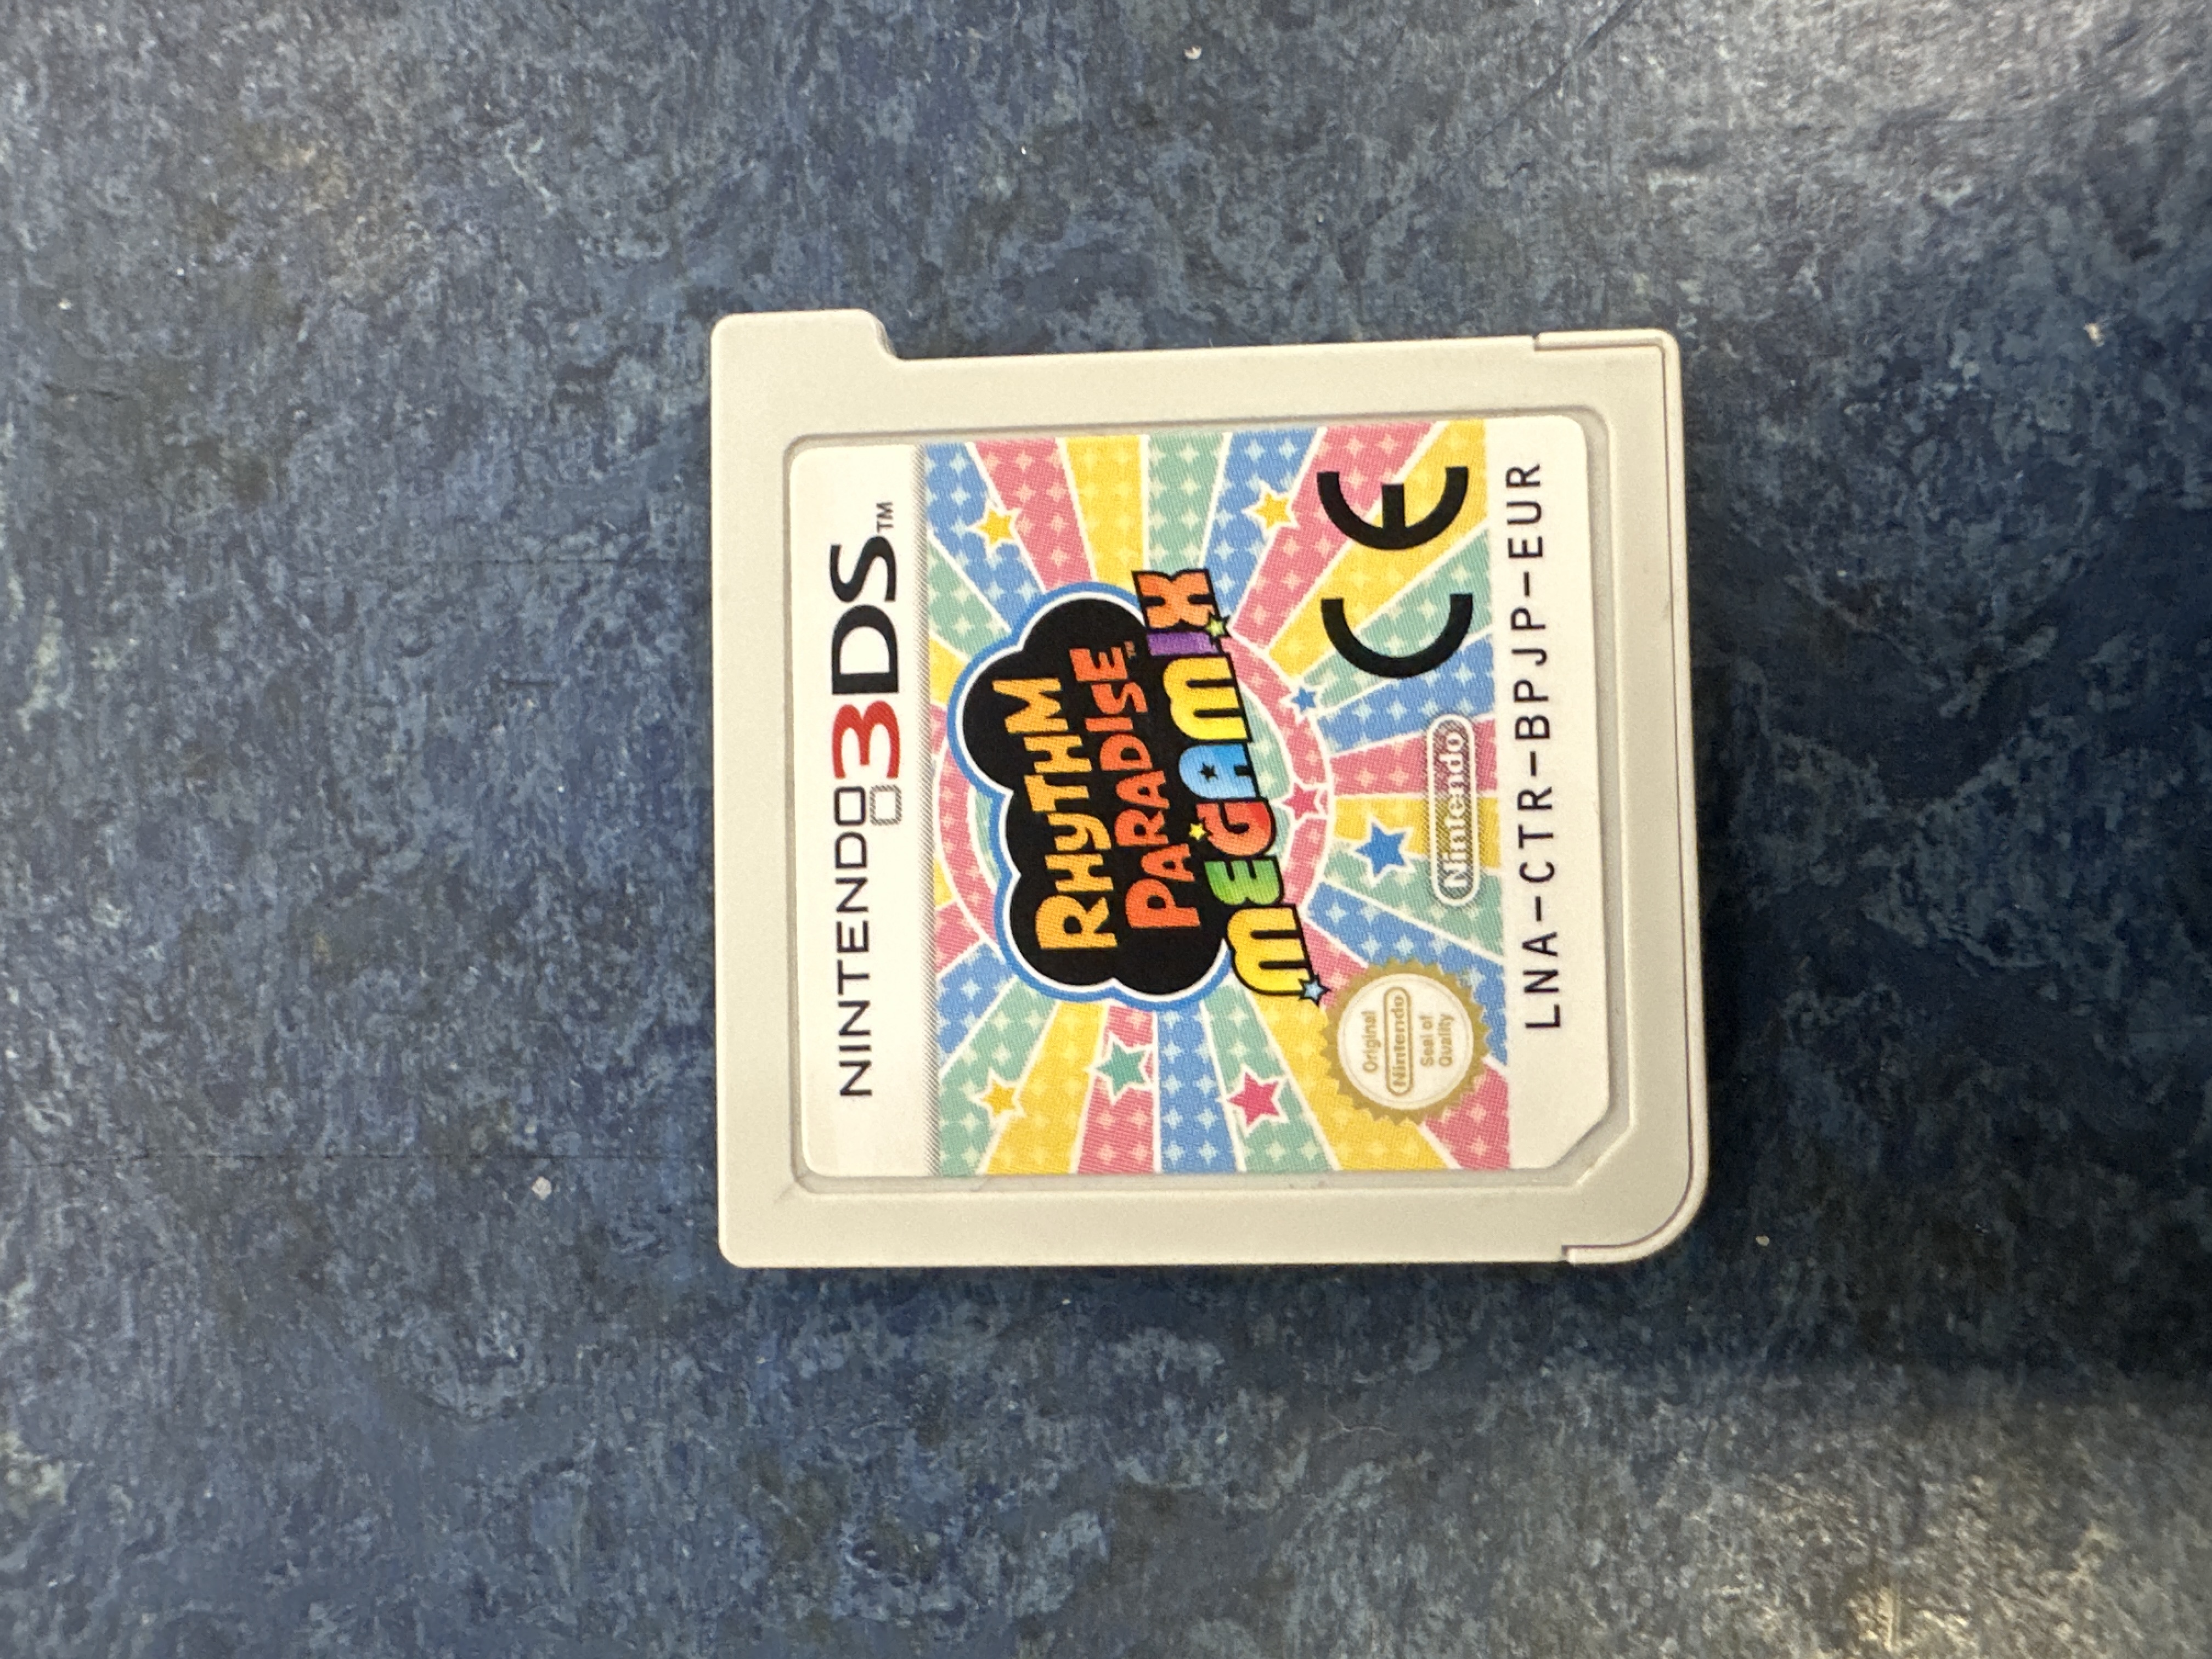 NINTENDO 3DS™
RHYTHM
PARADISE™
MEGAMIX
Original
Nintendo
Seal of
Quality
Nintendo
CE
LNA-CTR-BPJP-EUR